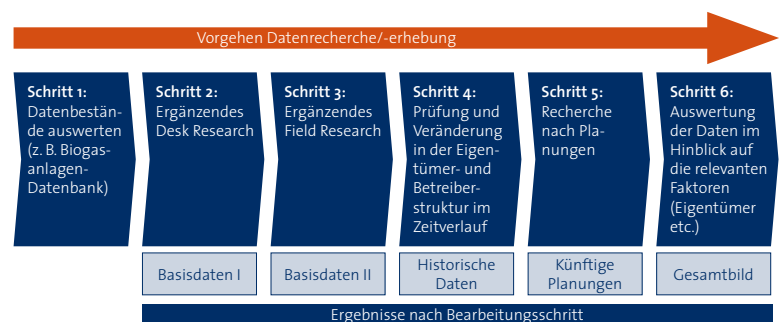 Vorgehen Datenrecherche/-erhebung
Schritt 1:
Datenbestän-
de auswerten
(z. B. Biogas-
anlagen-
Datenbank)
Schritt 2:
Ergänzendes
Desk Research
Schritt 3:
Ergänzendes
Field Research
Schritt 4:
Prüfung und
Veränderung
in der Eigen-
tümer- und
Betreiber-
struktur im
Zeitverlauf
Schritt 5:
Recherche
nach Pla-
nungen
Schritt 6:
Auswertung
der Daten im
Hinblick auf
die relevanten
Faktoren
(Eigentümer
etc.)
Basisdaten I
Basisdaten II
Historische
Daten
Künftige
Planungen
Gesamtbild
Ergebnisse nach Bearbeitungsschritt